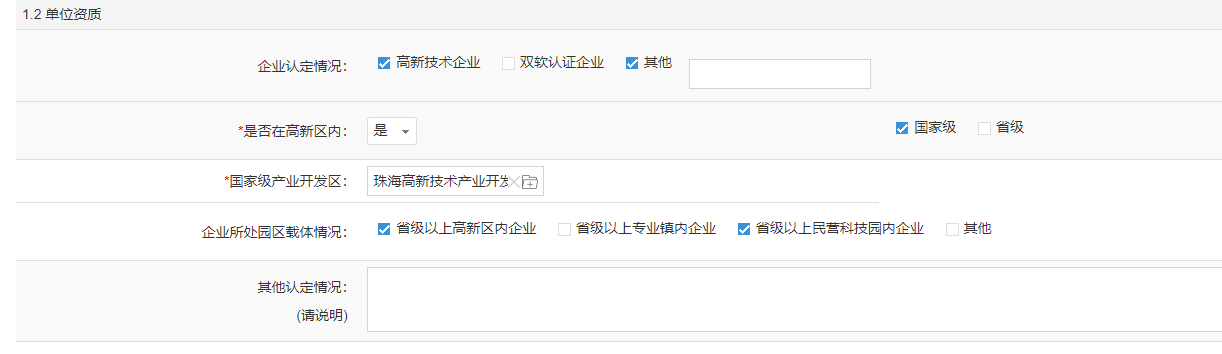 1.2 单位资质
企业认定情况: 高新技术企业 双软认证企业 其他
*是否在高新区内: 是 国家级 省级
*国家级产业开发区: 珠海高新技术产业开发
企业所处园区载体情况: 省级以上高新区内企业 省级以上专业镇内企业 省级以上民营科技园内企业 其他
其他认定情况:
(请说明)